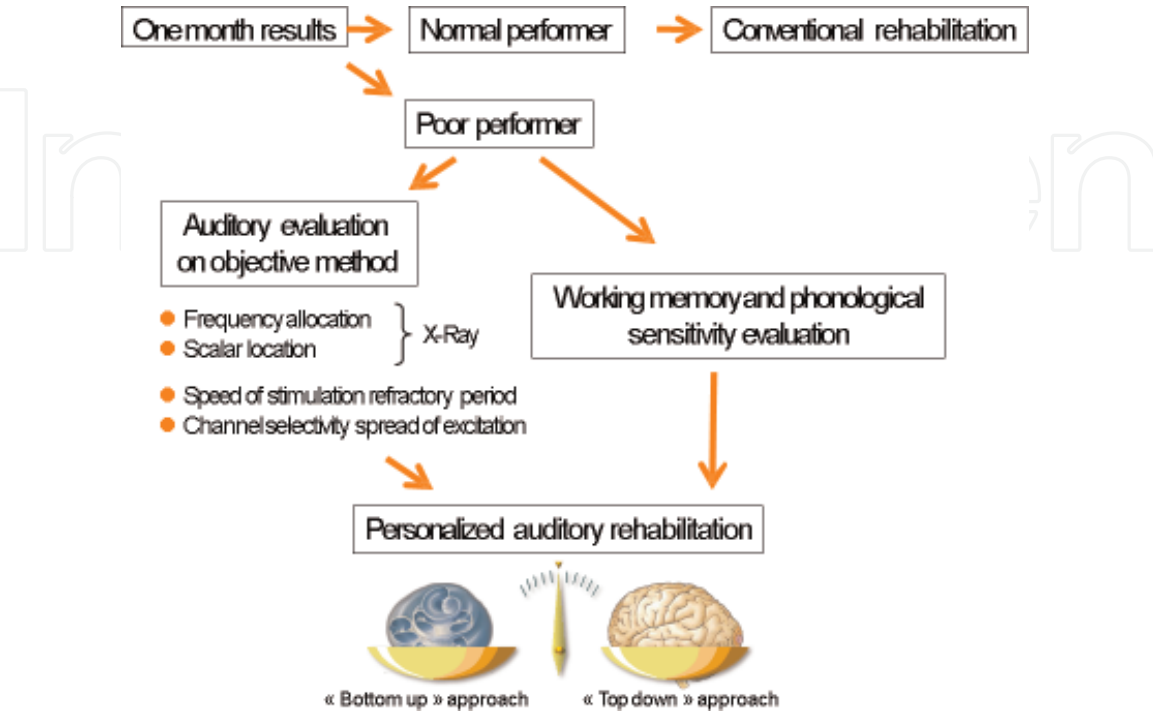 One month results
Normal performer
Conventional rehabilitation
Poor performer
Auditory evaluation
on objective method
Frequency allocation
Scalar location
X-Ray
Speed of stimulation refractory period
Channel selectivity spread of excitation
Working memory and phonological
sensitivity evaluation
Personalized auditory rehabilitation
« Bottom up » approach
« Top down » approach